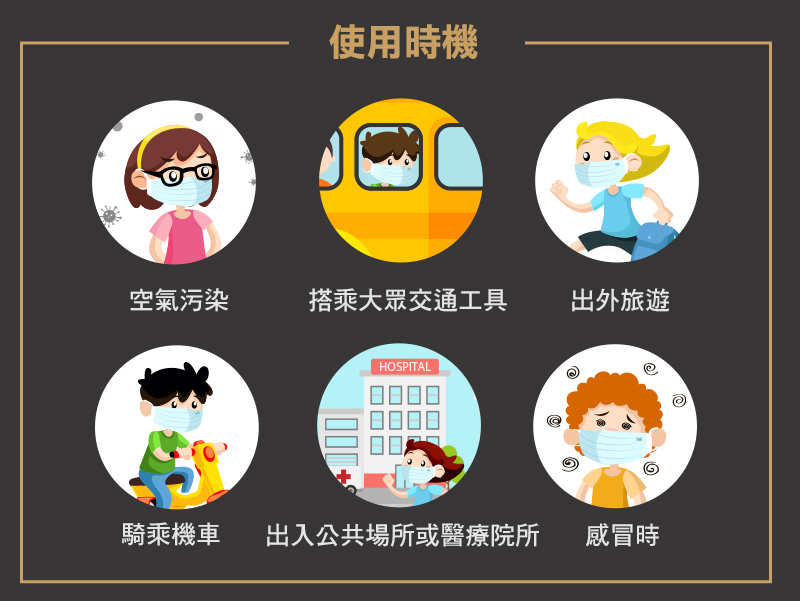 使用時機
空氣污染
搭乘大眾交通工具
出外旅遊
HOSPITAL
騎乘機車
出入公共場所或醫療院所
感冒時